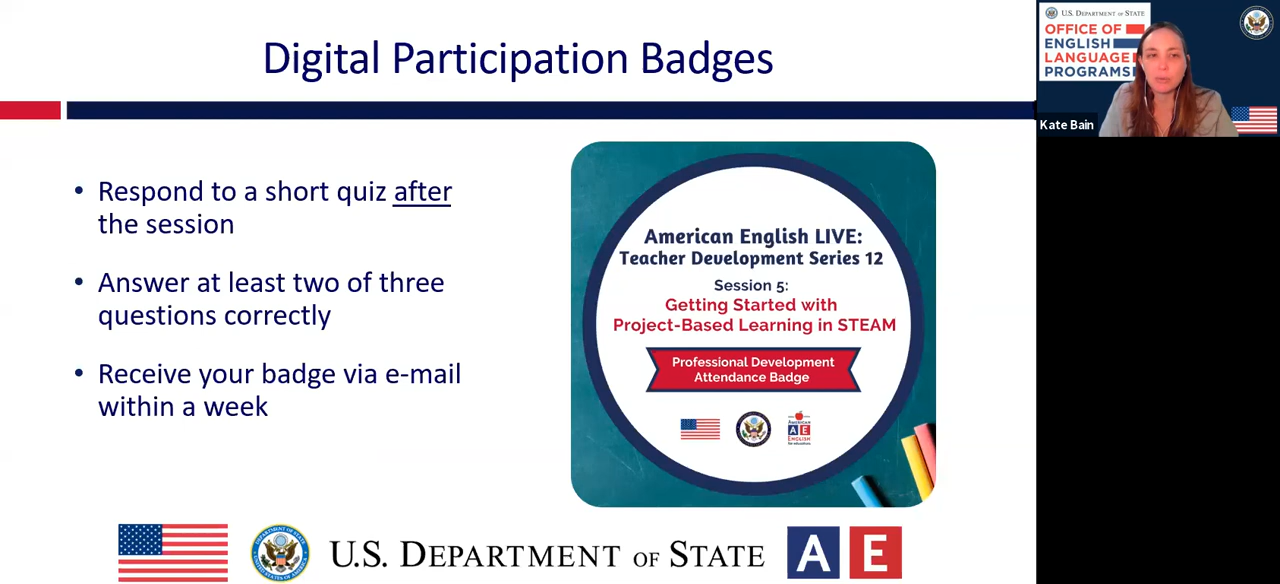 Digital Participation Badges
• Respond to a short quiz after
the session
• Answer at least two of three
questions correctly
• Receive your badge via e-mail
within a week
American English LIVE:
Teacher Development Series 12
Session 5:
Getting Started with
Project-Based Learning in STEAM
Professional Development
Attendance Badge
AMERICAN
A E
ENGLISH
U.S. DEPARTMENT OF STATE
A E
U.S. DEPARTMENT OF STATE
OFFICE OF
ENGLISH
LANGUAGE
PROGRAMS
Kate Bain